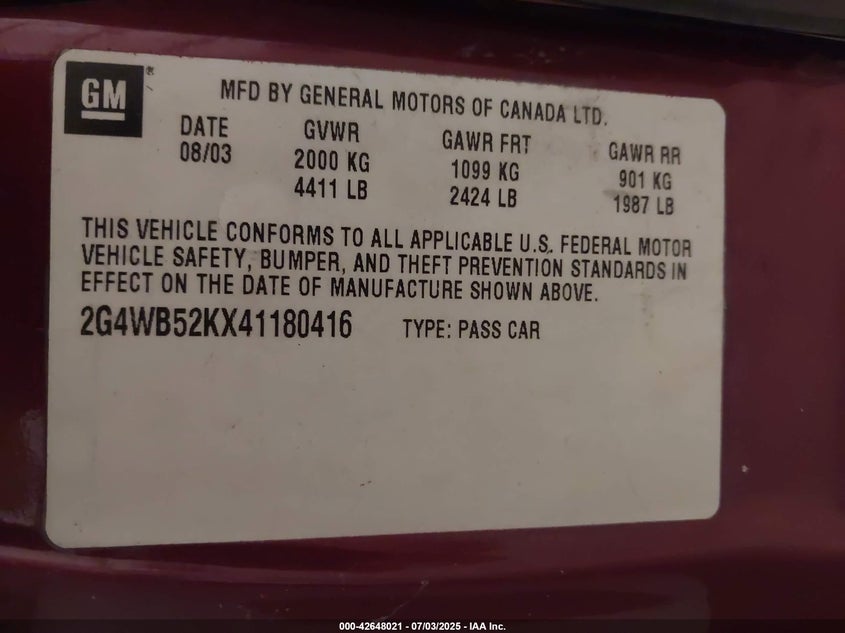 GM®
MFD BY GENERAL MOTORS OF CANADA LTD.
DATE GVWR GAWR FRT GAWR RR
08/03 2000 KG 1099 KG 901 KG
4411 LB 2424 LB 1987 LB
THIS VEHICLE CONFORMS TO ALL APPLICABLE U.S. FEDERAL MOTOR
VEHICLE SAFETY, BUMPER, AND THEFT PREVENTION STANDARDS IN
EFFECT ON THE DATE OF MANUFACTURE SHOWN ABOVE.
2G4WB52KX41180416 TYPE: PASS CAR
000-42648021 - 07/03/2025 - IAA Inc.